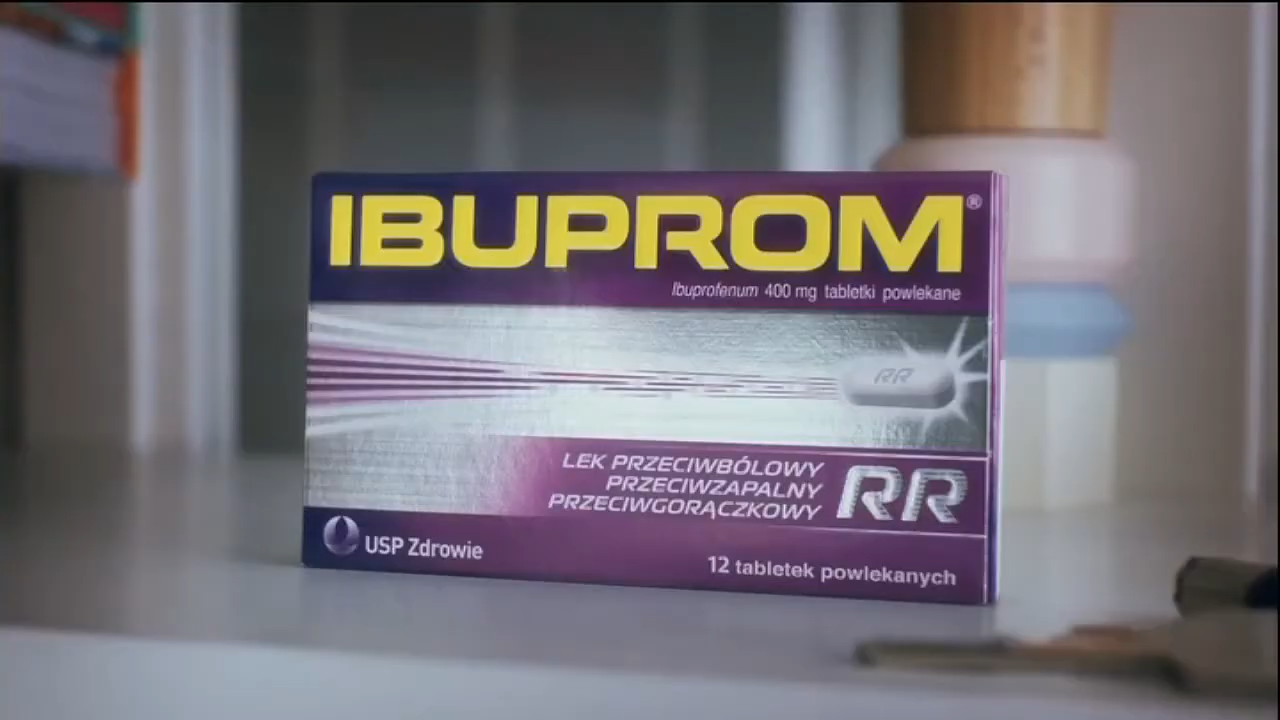 IBUPROM®
Ibuprofenum 400 mg tabletki powlekane
RR
LEK PRZECIWBÓLOWY
PRZECIWZAPALNY
PRZECIWGORĄCZKOWY
RR
USP Zdrowie
12 tabletek powlekanych